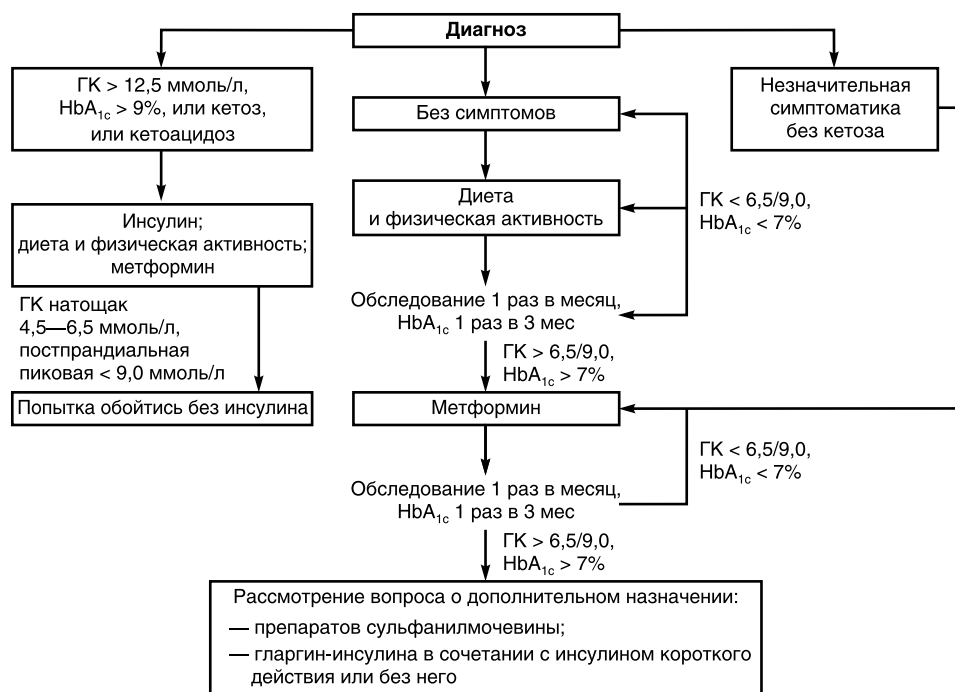 Диагноз
ГК > 12,5 ммоль/л,
HbA1c > 9%, или кетоз,
или кетоацидоз
Без симптомов
Незначительная
симптоматика
без кетоза
Диета
и физическая активность
ГК < 6,5/9,0,
HbA1c < 7%
Инсулин;
диета и физическая активность;
метформин
ГК натощак
4,5—6,5 ммоль/л,
постпрандиальная
пиковая < 9,0 ммоль/л
Обследование 1 раз в месяц,
HbA1c 1 раз в 3 мес
ГК > 6,5/9,0,
HbA1c > 7%
Попытка обойтись без инсулина
Метформин
ГК < 6,5/9,0,
HbA1c < 7%
Обследование 1 раз в месяц,
HbA1c 1 раз в 3 мес
ГК > 6,5/9,0,
HbA1c > 7%
Рассмотрение вопроса о дополнительном назначении:
— препаратов сульфанилмочевины;
— гларгин-инсулина в сочетании с инсулином короткого
действия или без него